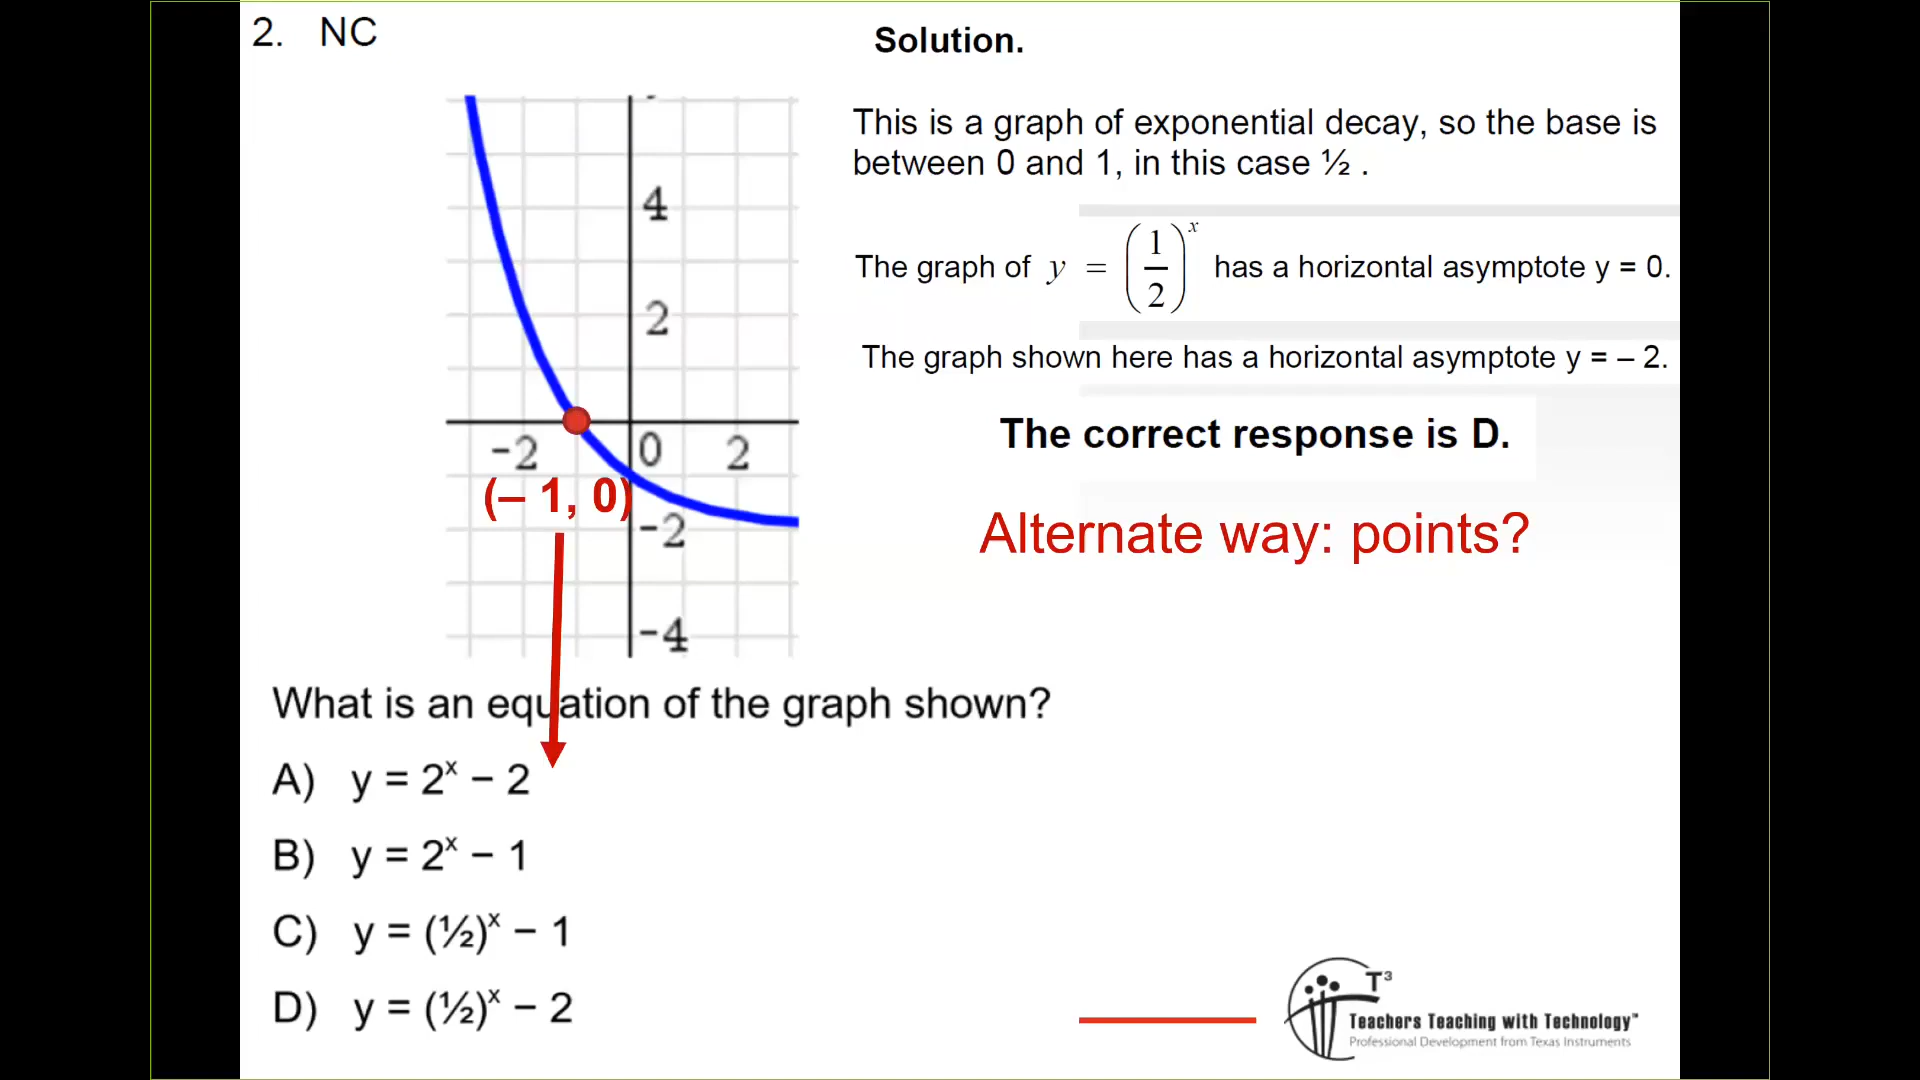 2. NC
Solution.
This is a graph of exponential decay, so the base is
between 0 and 1, in this case ½ .
The graph of y = (1/2)^x has a horizontal asymptote y = 0.
The graph shown here has a horizontal asymptote y = – 2.
The correct response is D.
Alternate way: points?
4
2
-2 0 2
(– 1, 0)
-2
-4
What is an equation of the graph shown?
A) y = 2ˣ – 2
B) y = 2ˣ – 1
C) y = (½)ˣ – 1
D) y = (½)ˣ – 2
T³
Teachers Teaching with Technology™
Professional Development from Texas Instruments